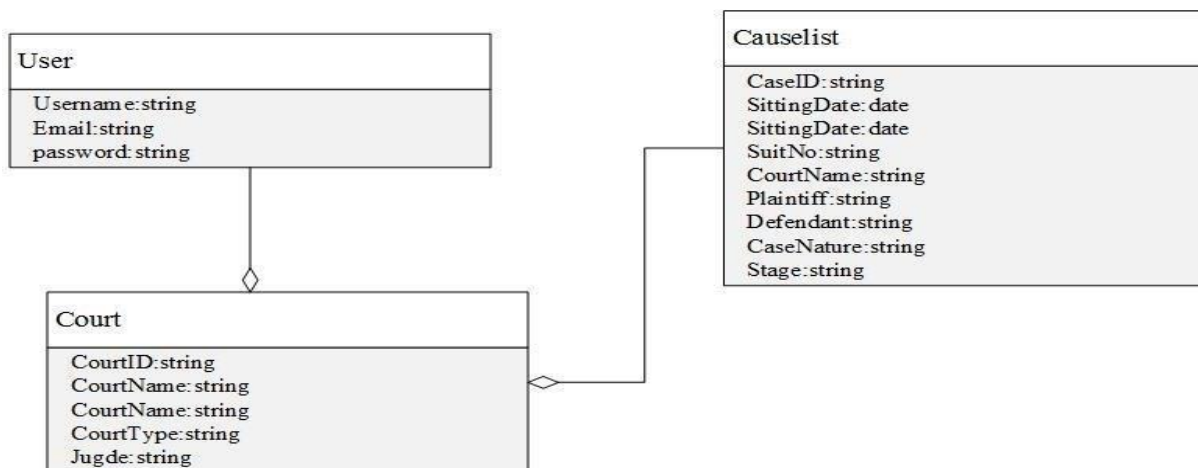 User
Username:string
Email:string
password:string
Causelist
CaseID:string
SittingDate:date
SittingDate:date
SuitNo:string
CourtName:string
Plaintiff:string
Defendant:string
CaseNature:string
Stage:string
Court
CourtID:string
CourtName:string
CourtName:string
CourtType:string
Jugde:string